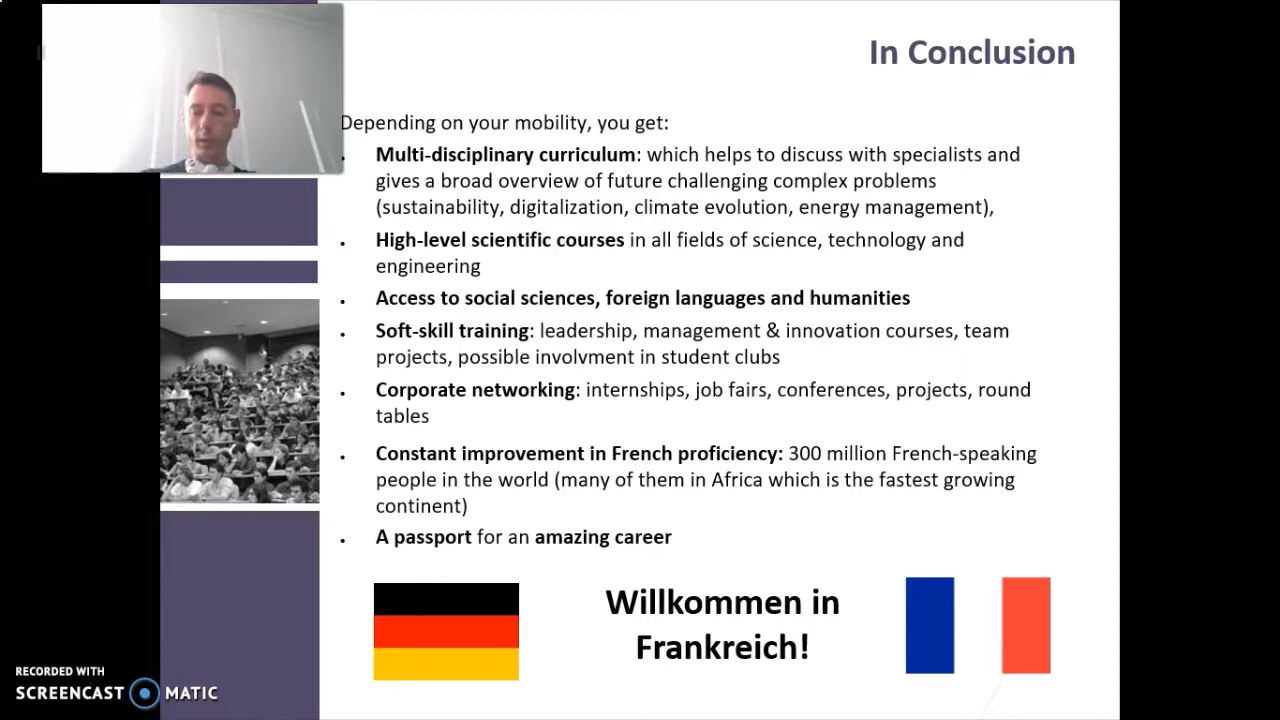 In Conclusion
Depending on your mobility, you get:
Multi-disciplinary curriculum: which helps to discuss with specialists and
gives a broad overview of future challenging complex problems
(sustainability, digitalization, climate evolution, energy management),
High-level scientific courses in all fields of science, technology and
engineering
Access to social sciences, foreign languages and humanities
Soft-skill training: leadership, management & innovation courses, team
projects, possible involvment in student clubs
Corporate networking: internships, job fairs, conferences, projects, round
tables
Constant improvement in French proficiency: 300 million French-speaking
people in the world (many of them in Africa which is the fastest growing
continent)
A passport for an amazing career
Willkommen in
Frankreich!
RECORDED WITH
SCREENCAST MATIC